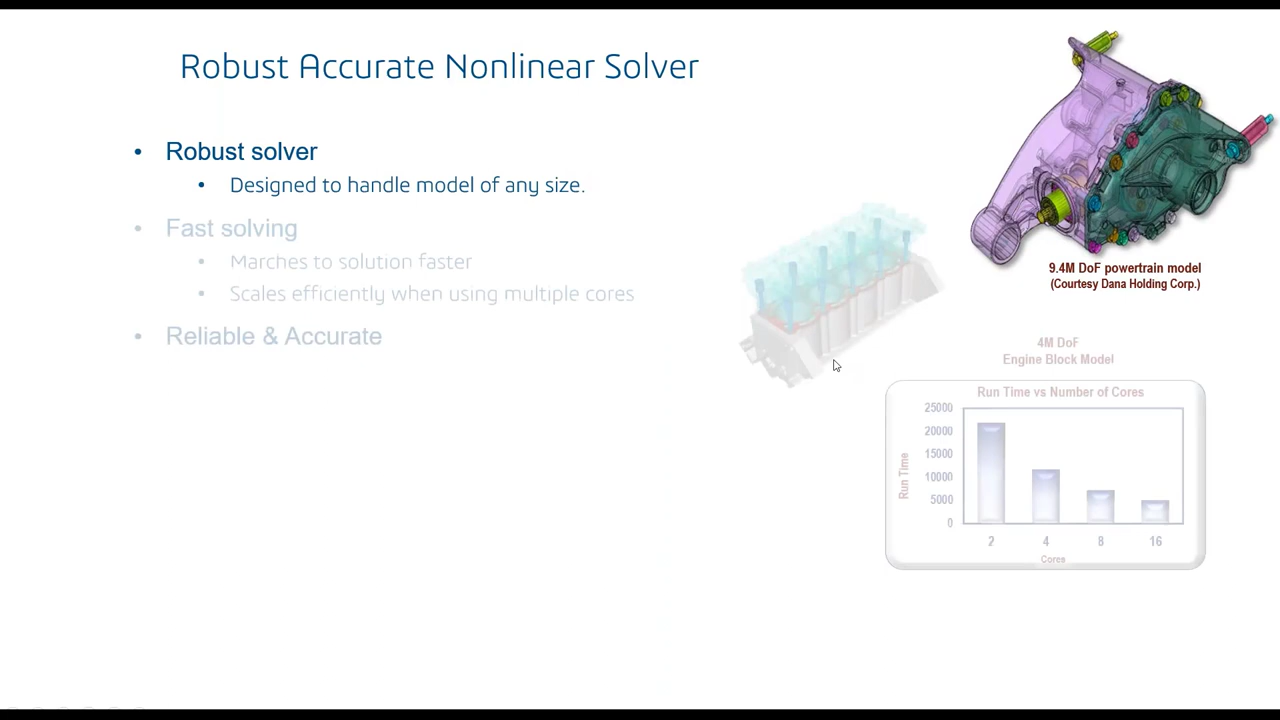 Robust Accurate Nonlinear Solver
• Robust solver
• Designed to handle model of any size.
• Fast solving
• Marches to solution faster
• Scales efficiently when using multiple cores
• Reliable & Accurate
9.4M DoF powertrain model
(Courtesy Dana Holding Corp.)
4M DoF
Engine Block Model
Run Time vs Number of Cores
25000
20000
15000
10000
5000
0
Run Time
2 4 8 16
Cores